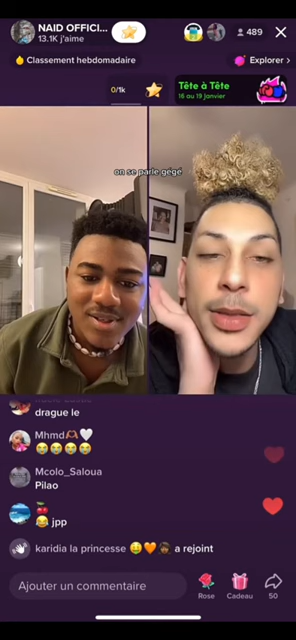 NAID OFFICI...
13.1K j'aime
489
Classement hebdomadaire
Explorer >
0/1k
Tête à Tête
16 au 19 Janvier
on se parle gégé
drague le
Mhmd🫶🏽🤍
😭😭😭😭
Mcolo_Saloua
Pilao
🍒
😂 jpp
karidia la princesse 🤑🧡👩🏾 a rejoint
Ajouter un commentaire
Rose
Cadeau
50